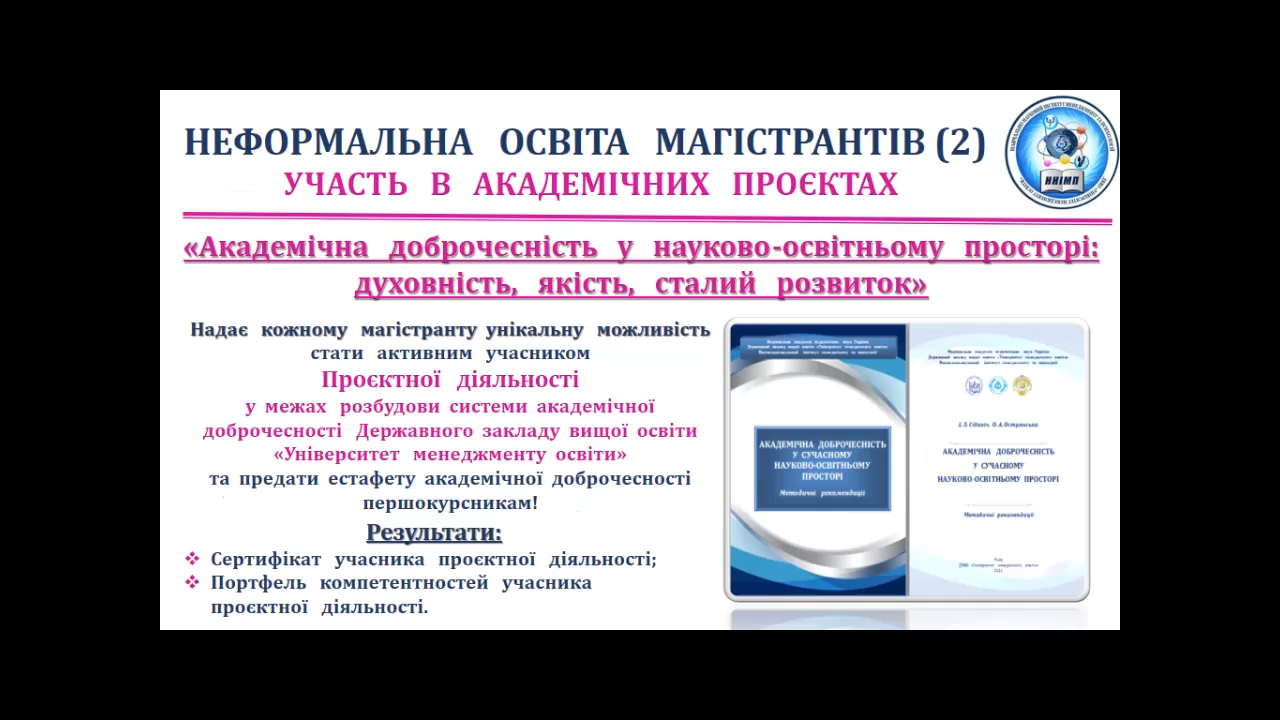 НЕФОРМАЛЬНА ОСВІТА МАГІСТРАНТІВ (2)
УЧАСТЬ В АКАДЕМІЧНИХ ПРОЄКТАХ
ННІМП
«Академічна доброчесність у науково-освітньому просторі:
духовність, якість, сталий розвиток»
Надає кожному магістранту унікальну можливість
стати активним учасником
Проєктної діяльності
у межах розбудови системи академічної
доброчесності Державного закладу вищої освіти
«Університет менеджменту освіти»
та предати естафету академічної доброчесності
першокурсникам!
Результати:
Сертифікат учасника проєктної діяльності;
Портфель компетентностей учасника
проєктної діяльності.
АКАДЕМІЧНА ДОБРОЧЕСНІСТЬ
У СУЧАСНОМУ
НАУКОВО-ОСВІТНЬОМУ
ПРОСТОРІ
Методичні рекомендації
АКАДЕМІЧНА ДОБРОЧЕСНІСТЬ
У СУЧАСНОМУ
НАУКОВО-ОСВІТНЬОМУ ПРОСТОРІ
Методичні рекомендації